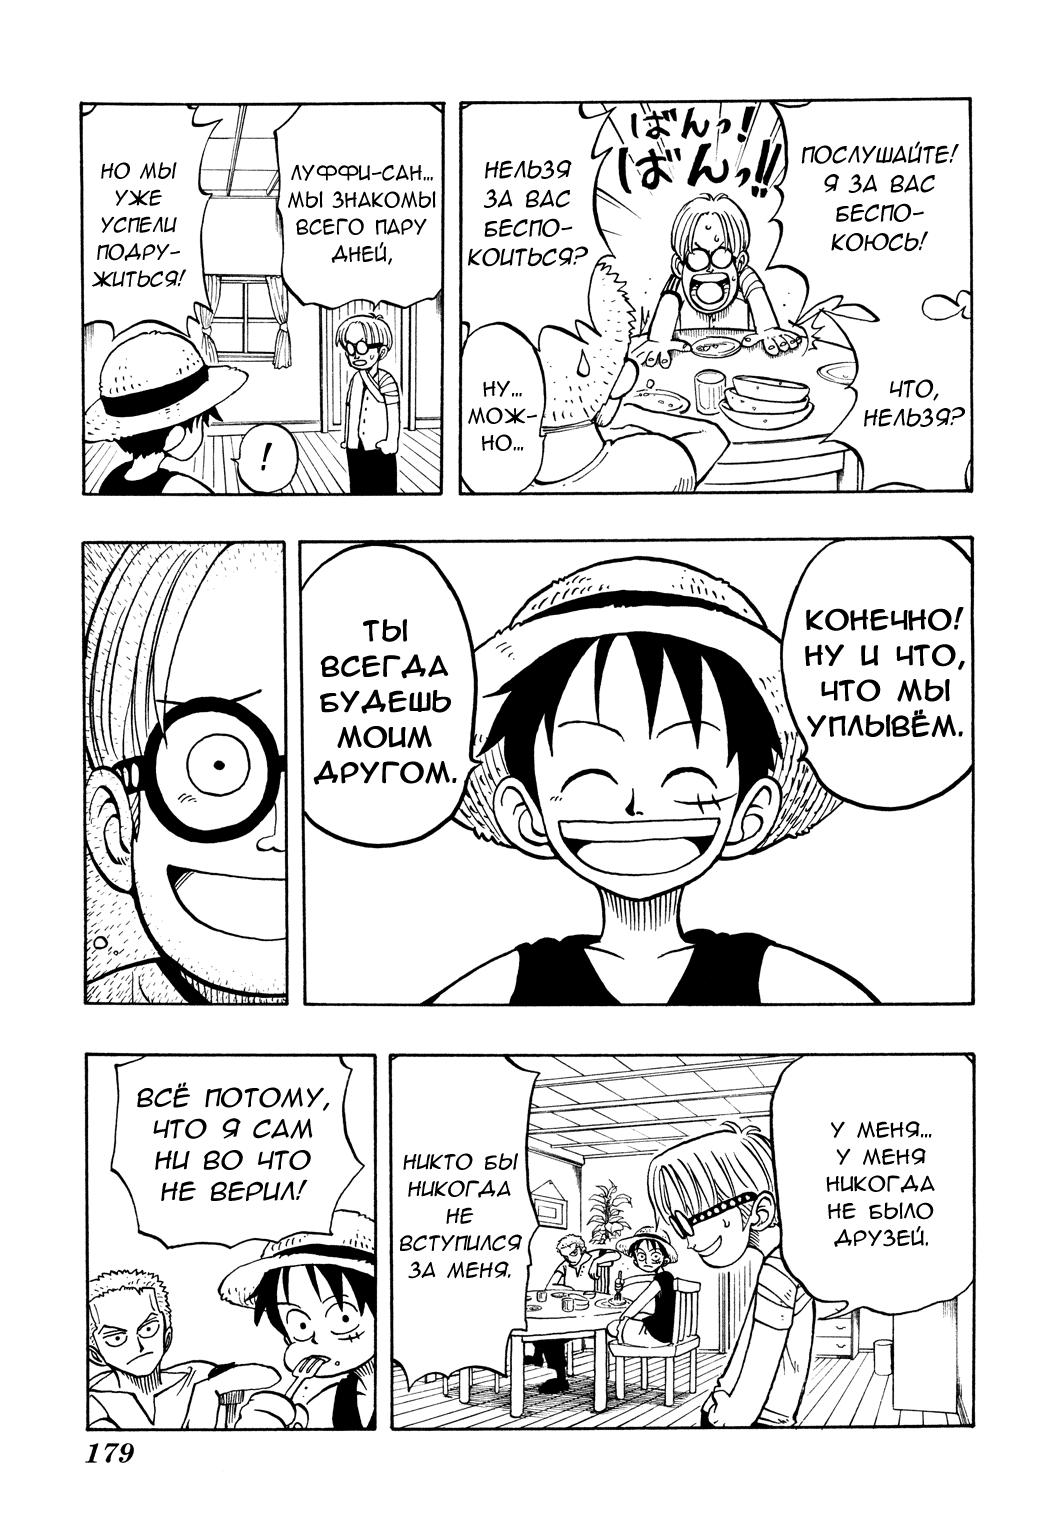 ばんっ!
ばんっ!!
ПОСЛУШАЙТЕ!
Я ЗА ВАС
БЕСПО-
КОЮСЬ!
НЕЛЬЗЯ
ЗА ВАС
БЕСПО-
КОИТЬСЯ?
ЧТО,
НЕЛЬЗЯ?
НУ...
МОЖ-
НО...
ЛУФФИ-САН...
МЫ ЗНАКОМЫ
ВСЕГО ПАРУ
ДНЕЙ,
НО МЫ
УЖЕ
УСПЕЛИ
ПОДРУ-
ЖИТЬСЯ!
!
КОНЕЧНО!
НУ И ЧТО,
ЧТО МЫ
УПЛЫВЁМ.
ТЫ
ВСЕГДА
БУДЕШЬ
МОИМ
ДРУГОМ.
У МЕНЯ...
У МЕНЯ
НИКОГДА
НЕ БЫЛО
ДРУЗЕЙ.
НИКТО БЫ
НИКОГДА
НЕ
ВСТУПИЛСЯ
ЗА МЕНЯ.
ВСЁ ПОТОМУ,
ЧТО Я САМ
НИ ВО ЧТО
НЕ ВЕРИЛ!
179